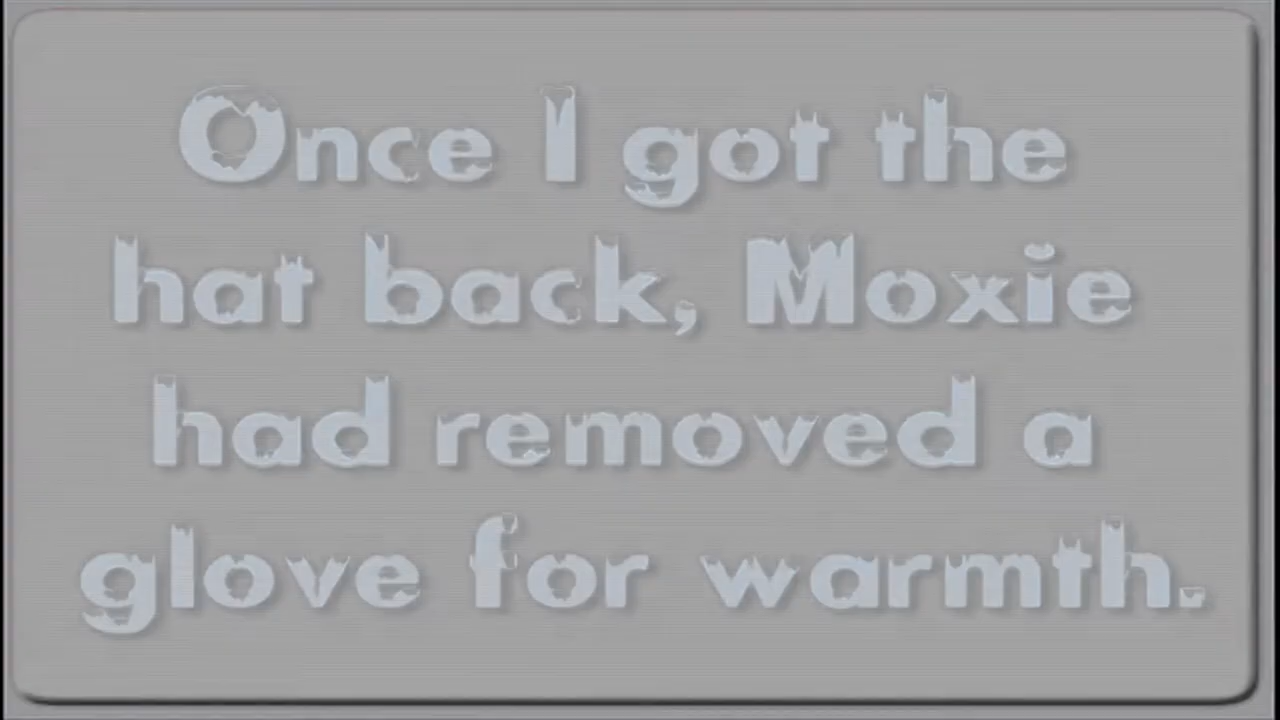 Once I got the
hat back, Moxie
had removed a
glove for warmth.